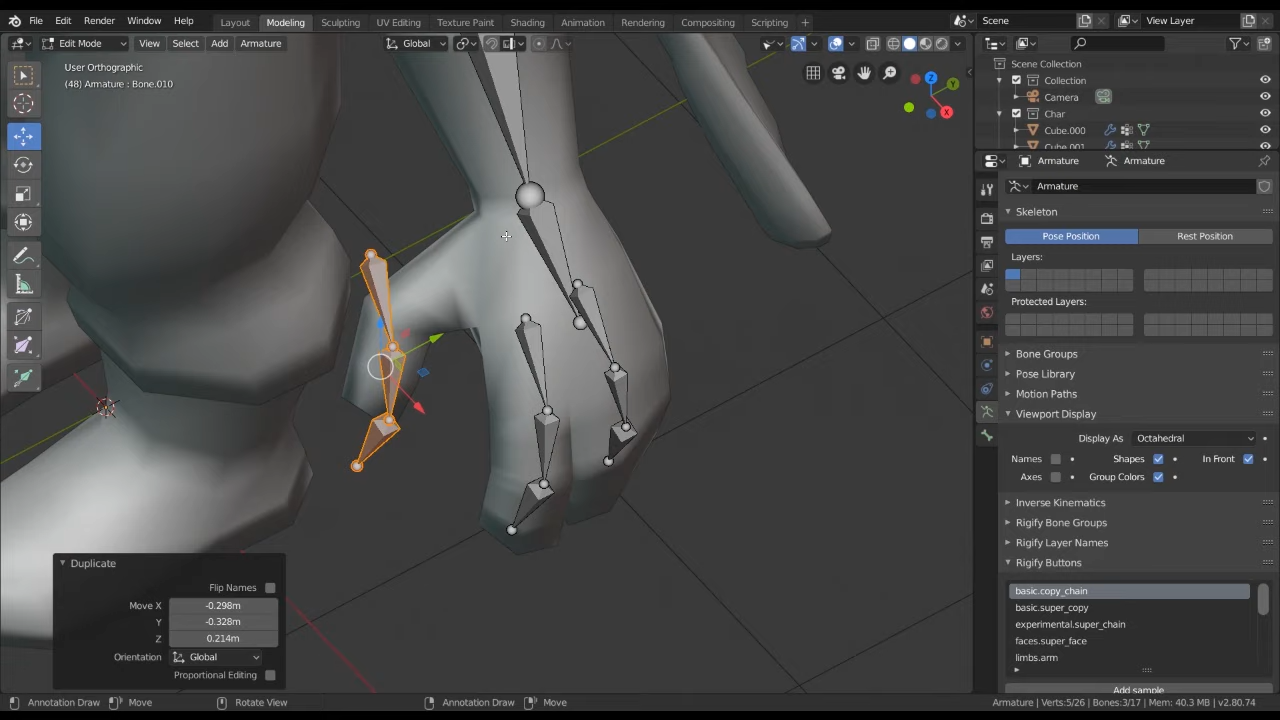 File Edit Render Window Help Layout Modeling Sculpting UV Editing Texture Paint Shading Animation Rendering Compositing Scripting + Scene View Layer
Edit Mode View Select Add Armature Global
User Orthographic
(48) Armature : Bone.010
Z
Y
X
Scene Collection
Collection
Camera
Char
Cube.000
Cube.001
Armature Armature
Armature
Skeleton
Pose Position Rest Position
Layers:
Protected Layers:
Bone Groups
Pose Library
Motion Paths
Viewport Display
Display As Octahedral
Names Shapes In Front
Axes Group Colors
Inverse Kinematics
Rigify Bone Groups
Rigify Layer Names
Rigify Buttons
basic.copy_chain
basic.super_copy
experimental.super_chain
faces.super_face
limbs.arm
Add sample
Duplicate
Flip Names
Move X -0.298m
Y -0.328m
Z 0.214m
Orientation Global
Proportional Editing
Annotation Draw Move Rotate View Annotation Draw Move Armature | Verts:5/26 | Bones:3/17 | Mem: 40.3 MB | v2.80.74